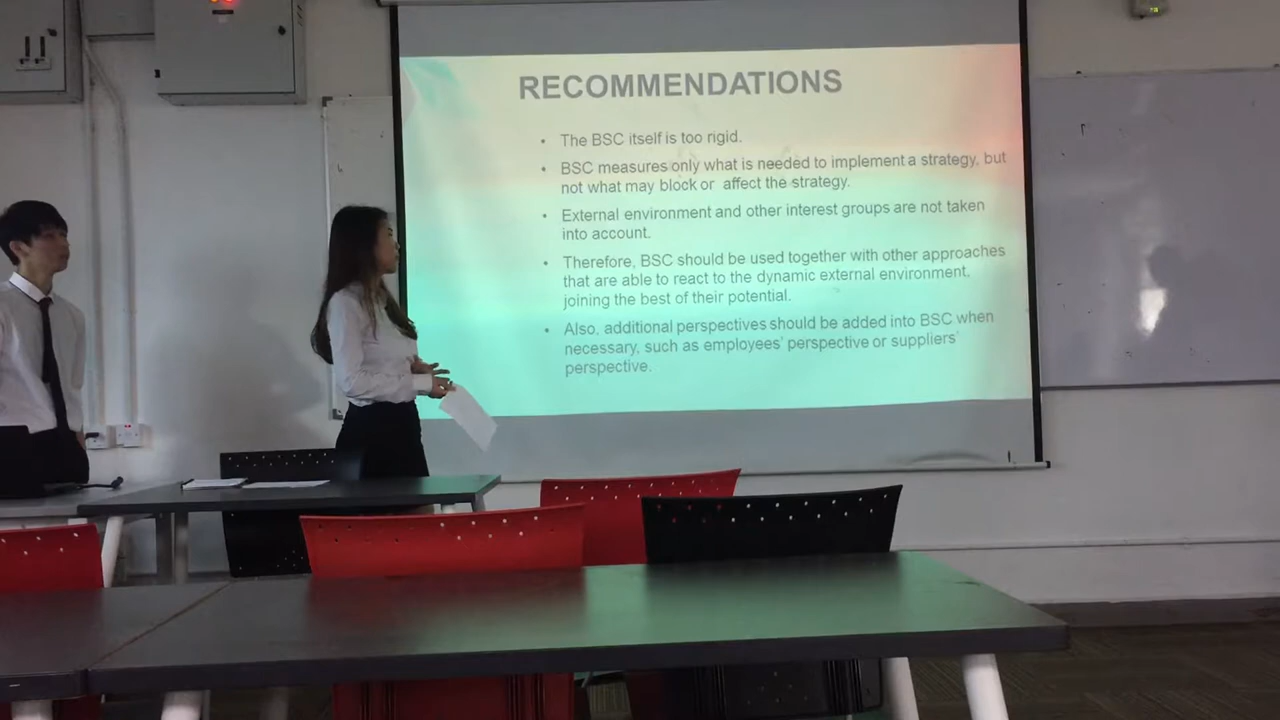 RECOMMENDATIONS
• The BSC itself is too rigid.
• BSC measures only what is needed to implement a strategy, but
not what may block or affect the strategy.
• External environment and other interest groups are not taken
into account.
• Therefore, BSC should be used together with other approaches
that are able to react to the dynamic external environment,
joining the best of their potential.
• Also, additional perspectives should be added into BSC when
necessary, such as employees' perspective or suppliers'
perspective.